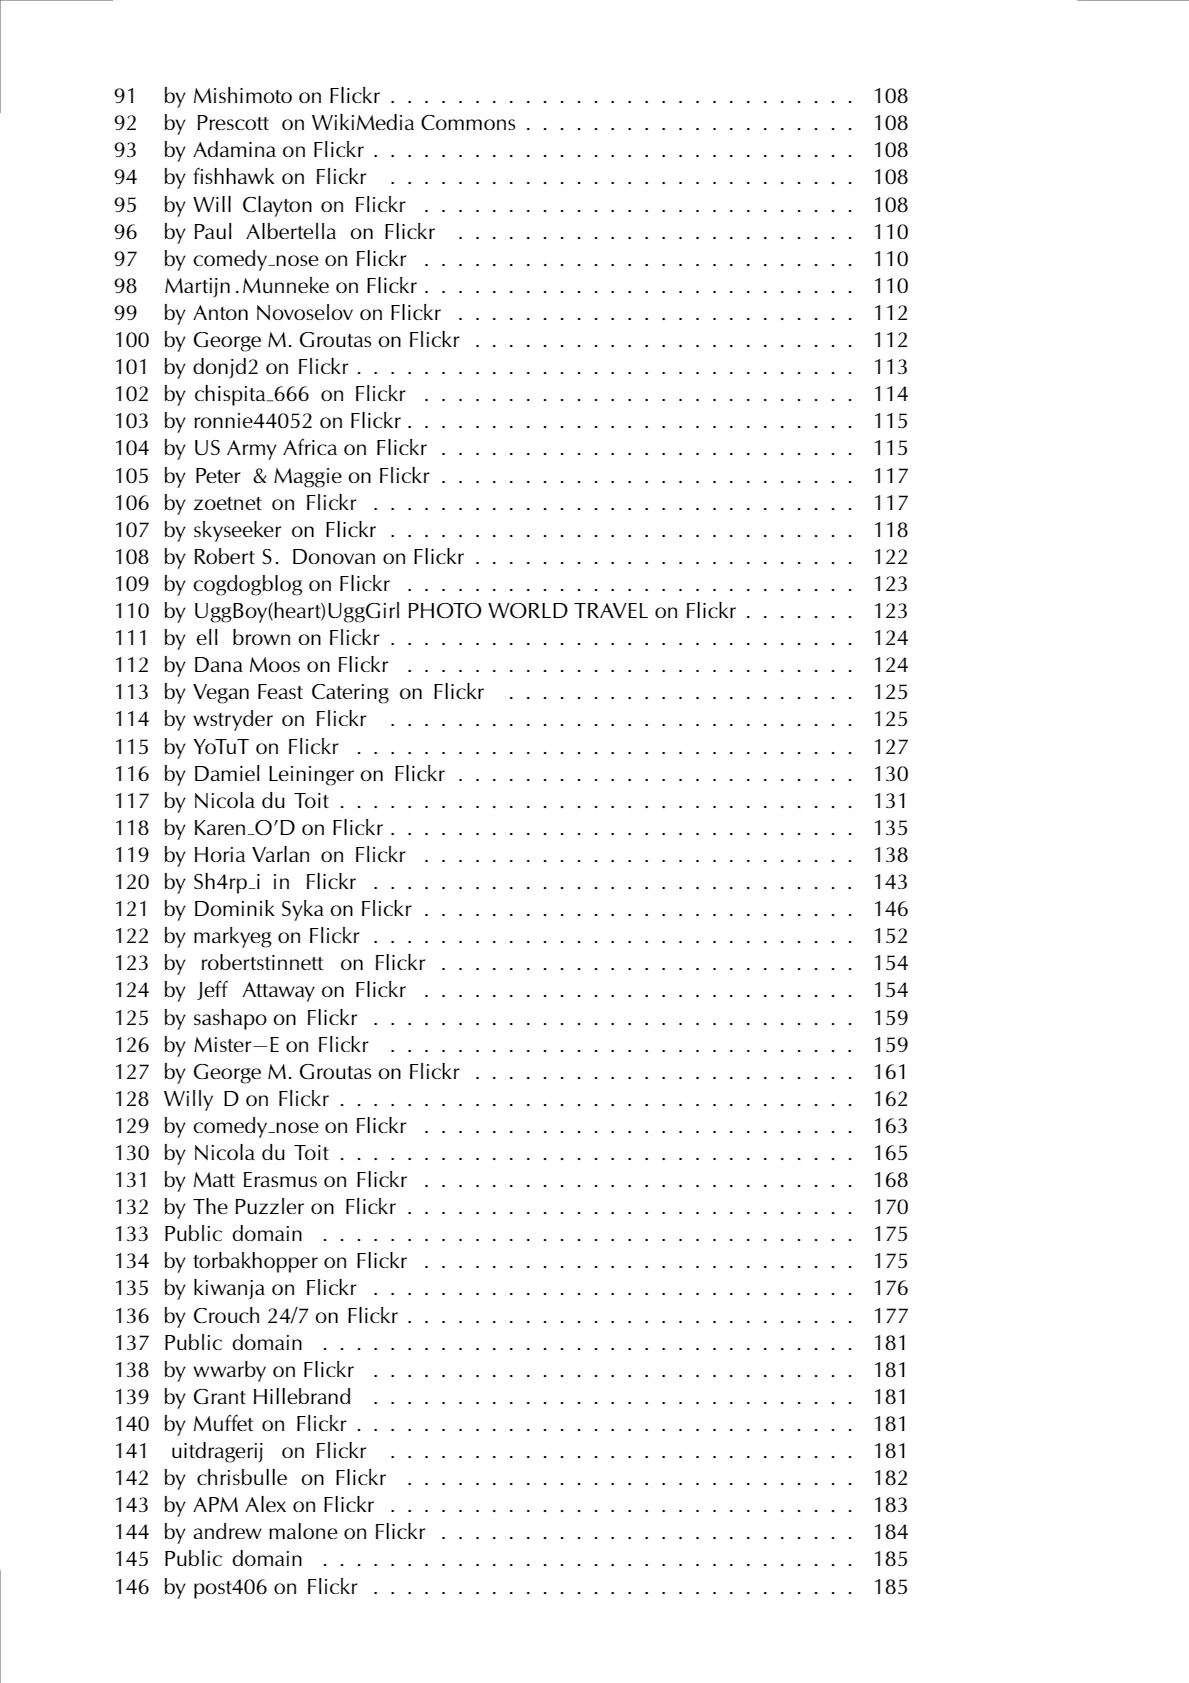 91 by Mishimoto on Flickr . . . . . . . . . . . . . . . . . . . . . . . . . . . . 108
92 by Prescott on WikiMedia Commons . . . . . . . . . . . . . . . . . . . . 108
93 by Adamina on Flickr . . . . . . . . . . . . . . . . . . . . . . . . . . . . . 108
94 by fishhawk on Flickr . . . . . . . . . . . . . . . . . . . . . . . . . . . . 108
95 by Will Clayton on Flickr . . . . . . . . . . . . . . . . . . . . . . . . . . 108
96 by Paul Albertella on Flickr . . . . . . . . . . . . . . . . . . . . . . . . 110
97 by comedy_nose on Flickr . . . . . . . . . . . . . . . . . . . . . . . . . . 110
98 Martijn.Munneke on Flickr . . . . . . . . . . . . . . . . . . . . . . . . . . 110
99 by Anton Novoselov on Flickr . . . . . . . . . . . . . . . . . . . . . . . . 112
100 by George M. Groutas on Flickr . . . . . . . . . . . . . . . . . . . . . . . 112
101 by donjd2 on Flickr . . . . . . . . . . . . . . . . . . . . . . . . . . . . . . 113
102 by chispita_666 on Flickr . . . . . . . . . . . . . . . . . . . . . . . . . . 114
103 by ronnie44052 on Flickr . . . . . . . . . . . . . . . . . . . . . . . . . . . 115
104 by US Army Africa on Flickr . . . . . . . . . . . . . . . . . . . . . . . . . 115
105 by Peter & Maggie on Flickr . . . . . . . . . . . . . . . . . . . . . . . . . 117
106 by zoetnet on Flickr . . . . . . . . . . . . . . . . . . . . . . . . . . . . . 117
107 by skyseeker on Flickr . . . . . . . . . . . . . . . . . . . . . . . . . . . . 118
108 by Robert S. Donovan on Flickr . . . . . . . . . . . . . . . . . . . . . . . 122
109 by cogdogblog on Flickr . . . . . . . . . . . . . . . . . . . . . . . . . . . 123
110 by UggBoy(heart)UggGirl PHOTO WORLD TRAVEL on Flickr . . . . . . . 123
111 by ell brown on Flickr . . . . . . . . . . . . . . . . . . . . . . . . . . . . 124
112 by Dana Moos on Flickr . . . . . . . . . . . . . . . . . . . . . . . . . . . 124
113 by Vegan Feast Catering on Flickr . . . . . . . . . . . . . . . . . . . . . 125
114 by wstryder on Flickr . . . . . . . . . . . . . . . . . . . . . . . . . . . . 125
115 by YoTuT on Flickr . . . . . . . . . . . . . . . . . . . . . . . . . . . . . . 127
116 by Damiel Leininger on Flickr . . . . . . . . . . . . . . . . . . . . . . . . 130
117 by Nicola du Toit . . . . . . . . . . . . . . . . . . . . . . . . . . . . . . . 131
118 by Karen_O'D on Flickr . . . . . . . . . . . . . . . . . . . . . . . . . . . . 135
119 by Horia Varlan on Flickr . . . . . . . . . . . . . . . . . . . . . . . . . . 138
120 by Sh4rp_i in Flickr . . . . . . . . . . . . . . . . . . . . . . . . . . . . . 143
121 by Dominik Syka on Flickr . . . . . . . . . . . . . . . . . . . . . . . . . . 146
122 by markyeg on Flickr . . . . . . . . . . . . . . . . . . . . . . . . . . . . . 152
123 by robertstinnett on Flickr . . . . . . . . . . . . . . . . . . . . . . . . . 154
124 by Jeff Attaway on Flickr . . . . . . . . . . . . . . . . . . . . . . . . . . 154
125 by sashapo on Flickr . . . . . . . . . . . . . . . . . . . . . . . . . . . . . 159
126 by Mister−E on Flickr . . . . . . . . . . . . . . . . . . . . . . . . . . . . 159
127 by George M. Groutas on Flickr . . . . . . . . . . . . . . . . . . . . . . . 161
128 Willy D on Flickr . . . . . . . . . . . . . . . . . . . . . . . . . . . . . . . 162
129 by comedy_nose on Flickr . . . . . . . . . . . . . . . . . . . . . . . . . . 163
130 by Nicola du Toit . . . . . . . . . . . . . . . . . . . . . . . . . . . . . . . 165
131 by Matt Erasmus on Flickr . . . . . . . . . . . . . . . . . . . . . . . . . . 168
132 by The Puzzler on Flickr . . . . . . . . . . . . . . . . . . . . . . . . . . . 170
133 Public domain . . . . . . . . . . . . . . . . . . . . . . . . . . . . . . . . 175
134 by torbakhopper on Flickr . . . . . . . . . . . . . . . . . . . . . . . . . . 175
135 by kiwanja on Flickr . . . . . . . . . . . . . . . . . . . . . . . . . . . . . 176
136 by Crouch 24/7 on Flickr . . . . . . . . . . . . . . . . . . . . . . . . . . . 177
137 Public domain . . . . . . . . . . . . . . . . . . . . . . . . . . . . . . . . 181
138 by wwarby on Flickr . . . . . . . . . . . . . . . . . . . . . . . . . . . . . 181
139 by Grant Hillebrand . . . . . . . . . . . . . . . . . . . . . . . . . . . . . 181
140 by Muffet on Flickr . . . . . . . . . . . . . . . . . . . . . . . . . . . . . . 181
141 uitdragerij on Flickr . . . . . . . . . . . . . . . . . . . . . . . . . . . . 181
142 by chrisbulle on Flickr . . . . . . . . . . . . . . . . . . . . . . . . . . . 182
143 by APM Alex on Flickr . . . . . . . . . . . . . . . . . . . . . . . . . . . . 183
144 by andrew malone on Flickr . . . . . . . . . . . . . . . . . . . . . . . . . 184
145 Public domain . . . . . . . . . . . . . . . . . . . . . . . . . . . . . . . . 185
146 by post406 on Flickr . . . . . . . . . . . . . . . . . . . . . . . . . . . . . 185